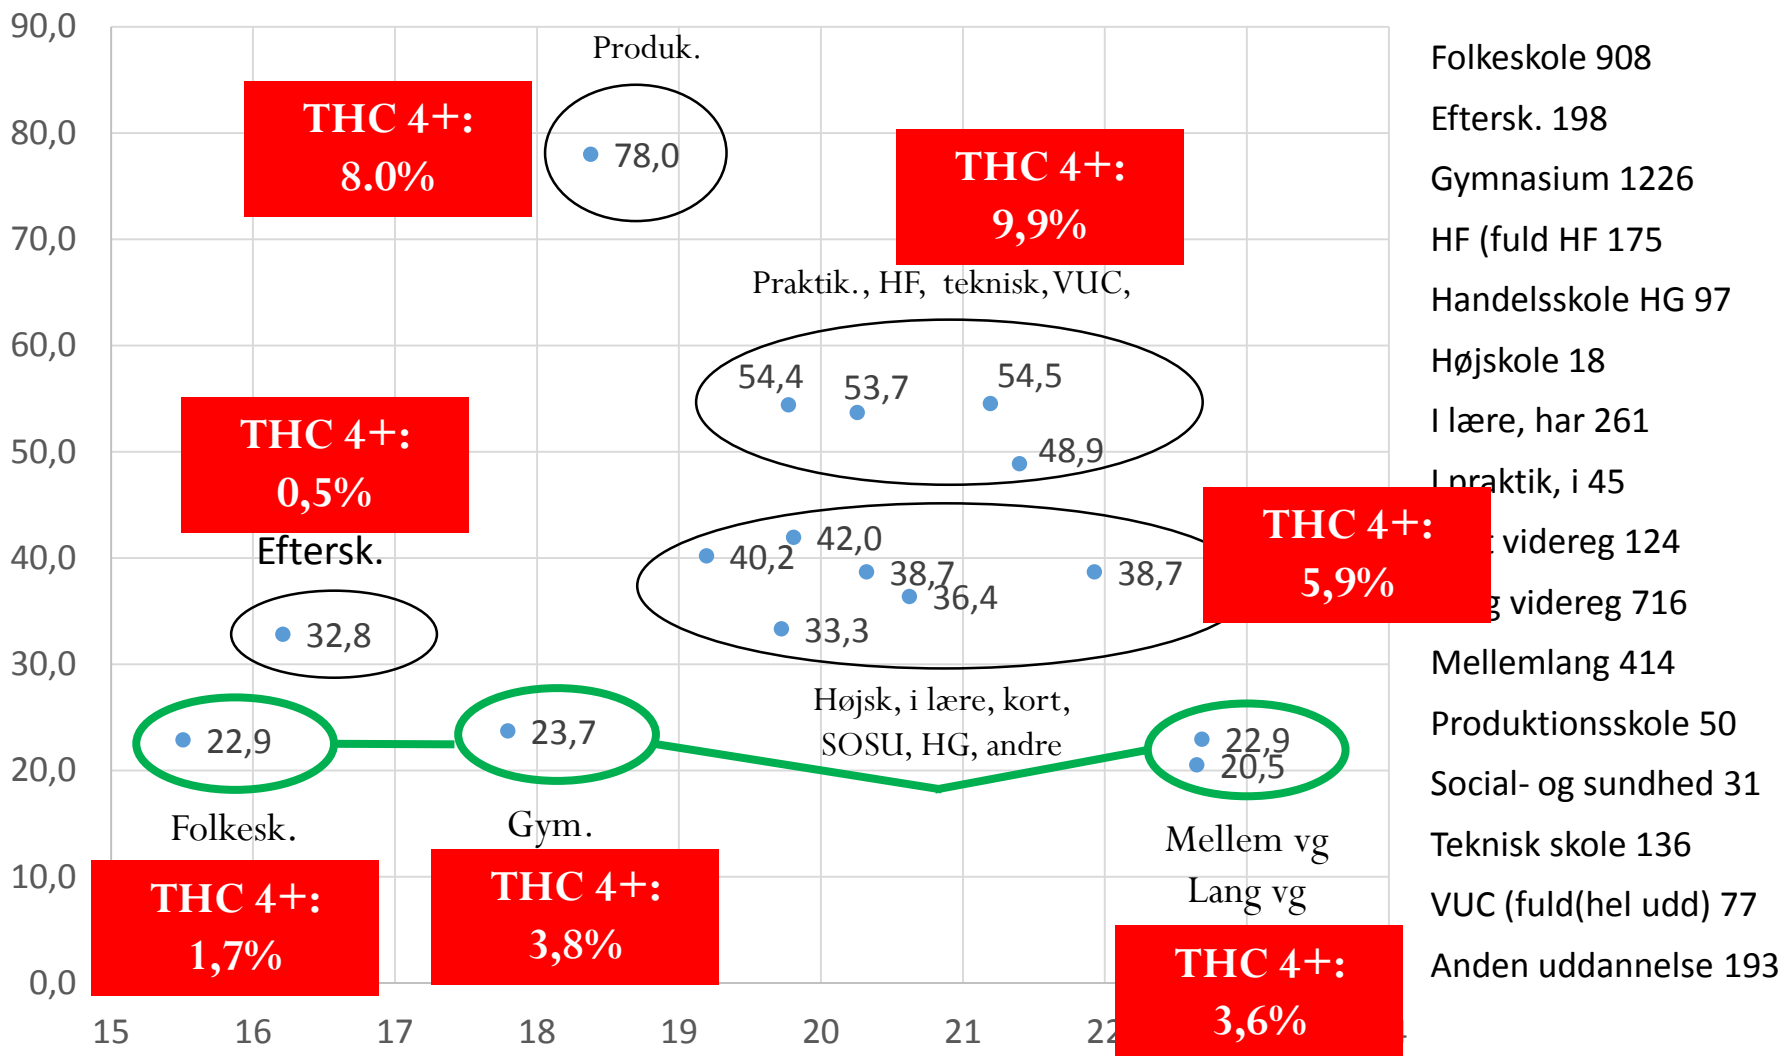 90,0
80,0
70,0
60,0
50,0
40,0
30,0
20,0
10,0
0,0
15
16
17
18
19
20
21
Produk.
THC 4+:
8.0%
78,0
THC 4+:
9,9%
Praktik., HF, teknisk, VUC,
54,4
53,7
54,5
48,9
THC 4+:
0,5%
Eftersk.
32,8
40,2
42,0
38,7
36,4
33,3
38,7
THC 4+:
5,9%
Højsk, i lære, kort,
SOSU, HG, andre
22,9
Folkesk.
THC 4+:
1,7%
23,7
Gym.
THC 4+:
3,8%
22,9
20,5
Mellem vg
Lang vg
THC 4+:
3,6%
Folkeskole 908
Eftersk. 198
Gymnasium 1226
HF (fuld HF 175
Handelsskole HG 97
Højskole 18
I lære, har 261
I praktik, i 45
videreg 124
videreg 716
Mellemlang 414
Produktionsskole 50
Social- og sundhed 31
Teknisk skole 136
VUC (fuld(hel udd) 77
Anden uddannelse 193